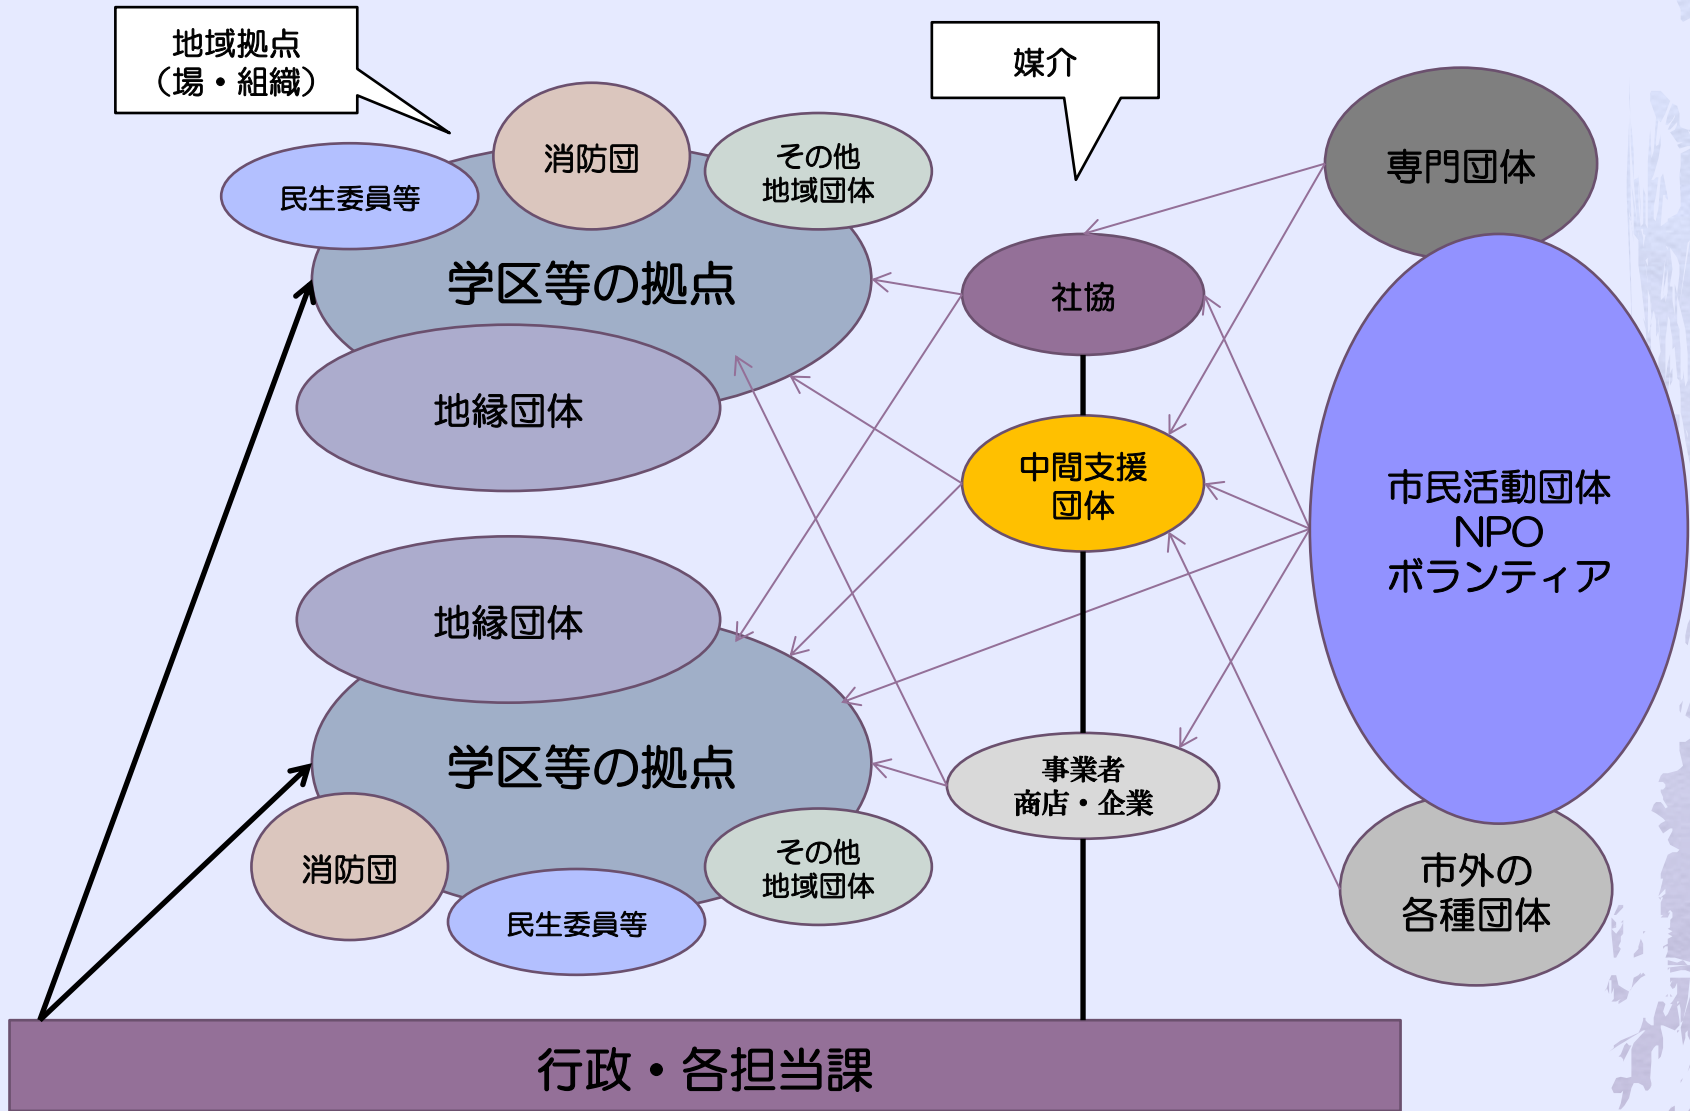 地域拠点
（場・組織）
媒介
消防団
その他
地域団体
民生委員等
専門団体
学区等の拠点
社協
地縁団体
中間支援
団体
市民活動団体
NPO
ボランティア
地縁団体
学区等の拠点
事業者
商店・企業
消防団
その他
地域団体
民生委員等
市外の
各種団体
行政・各担当課